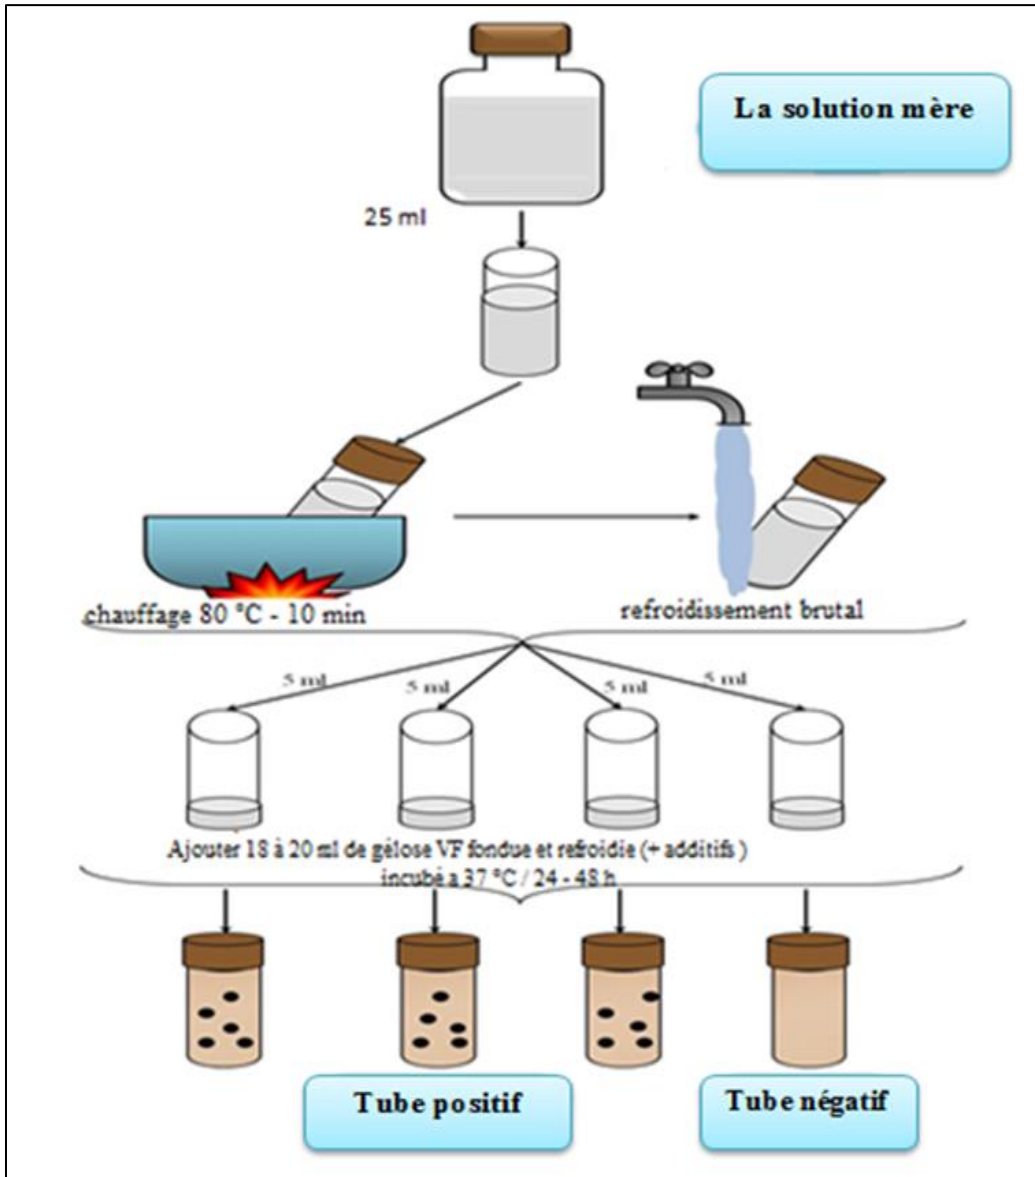 La solution mère
25 ml
chauffage 80 °C - 10 min
refroidissement brutal
5 ml
5 ml
5 ml
5 ml
Ajouter 18 à 20 ml de gélose VF fondue et refroidie (+ additifs )
incubé a 37 °C / 24 - 48 h
Tube positif
Tube négatif